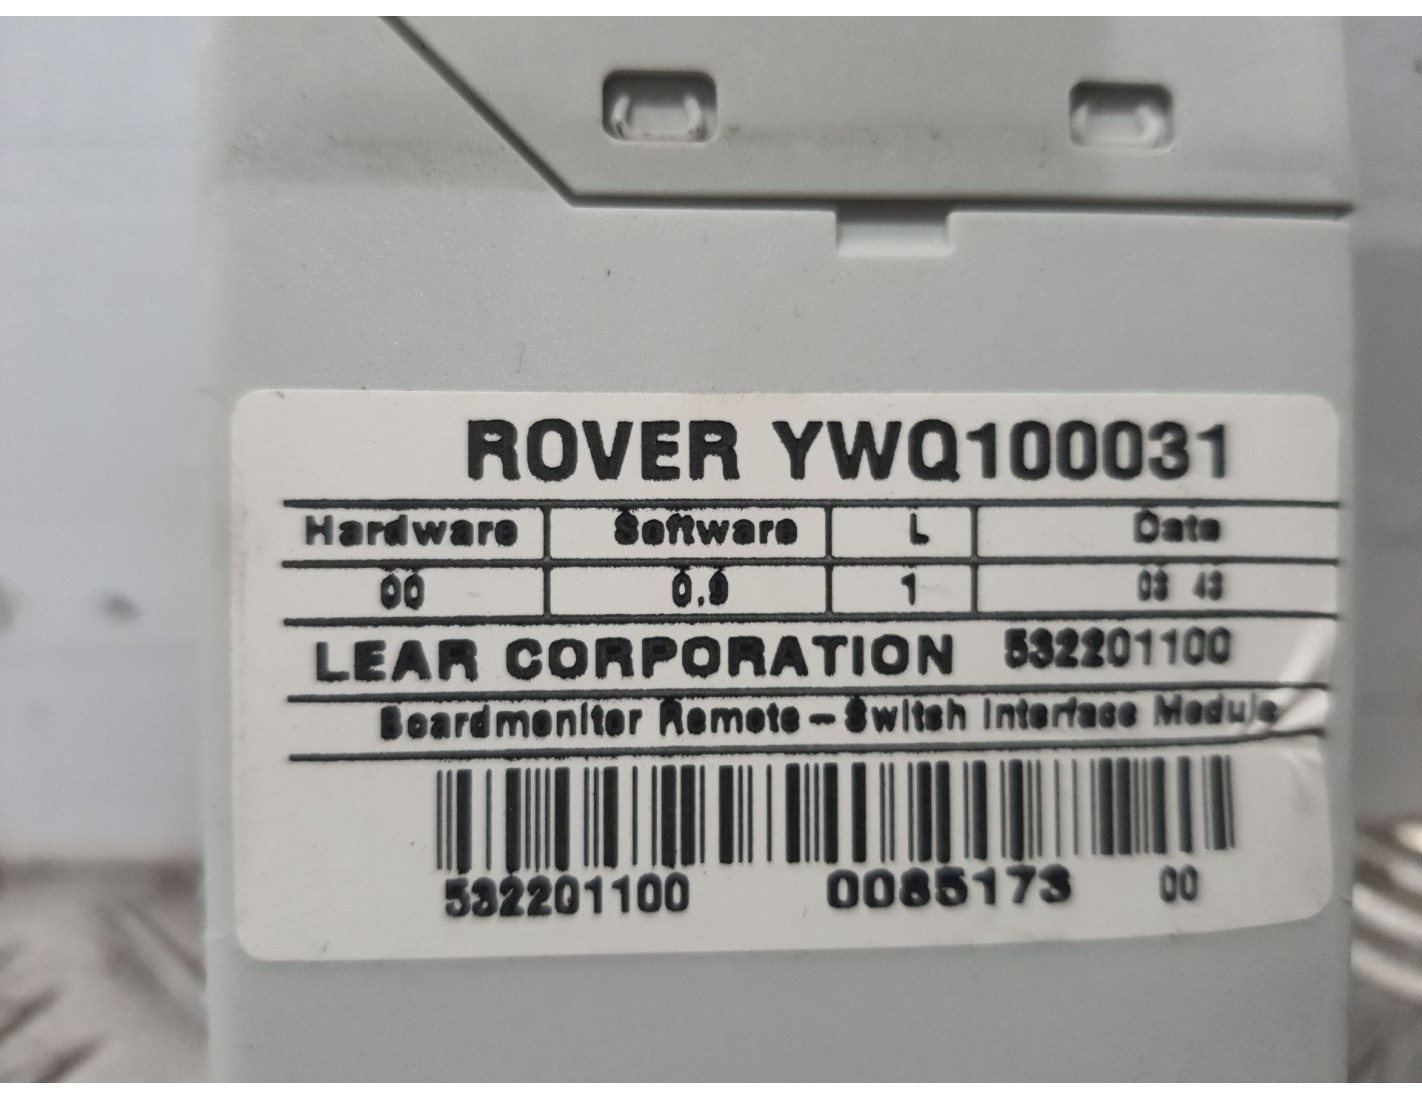 ROVER YWQ100031
Hardware Software L Date
00 0.9 1 03 43
LEAR CORPORATION 532201100
Boardmonitor Remote - Switch Interface Module
532201100 0085173 00